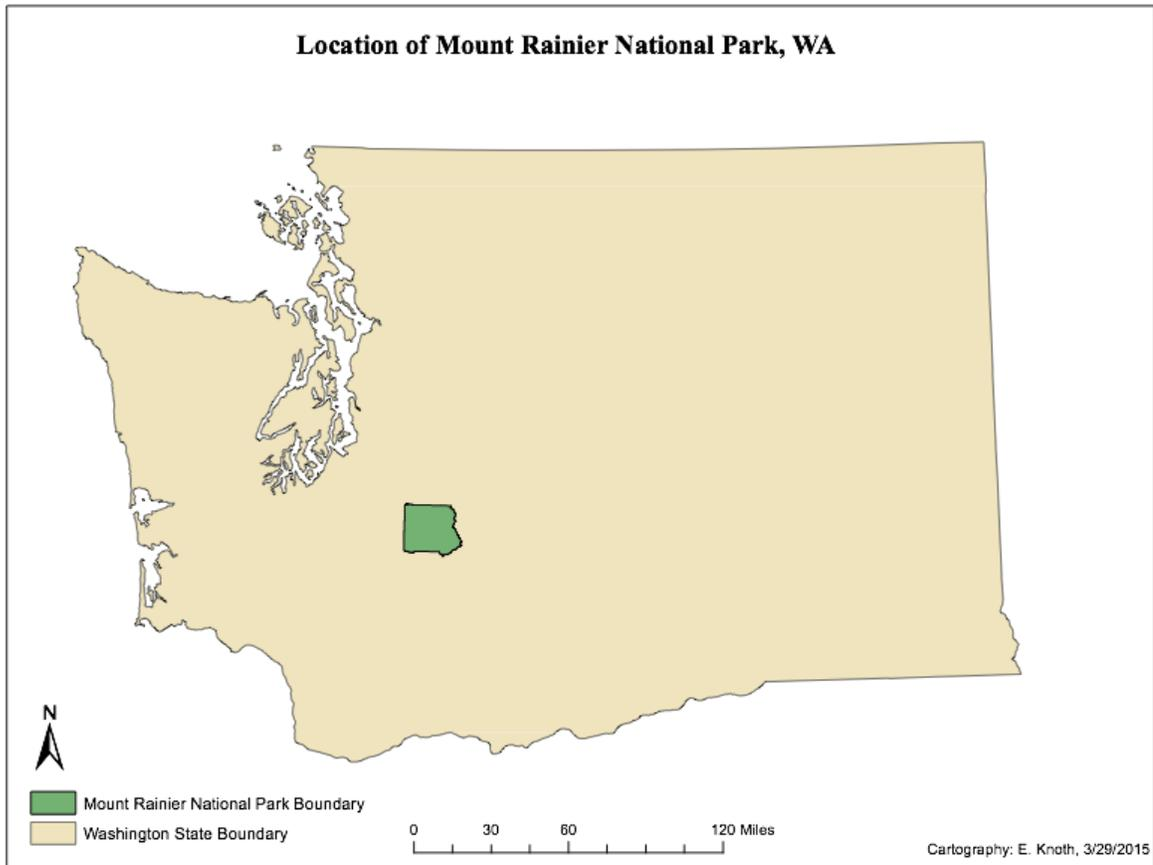 Location of Mount Rainier National Park, WA
N
Mount Rainier National Park Boundary
Washington State Boundary
0 30 60 120 Miles
Cartography: E. Knoth, 3/29/2015